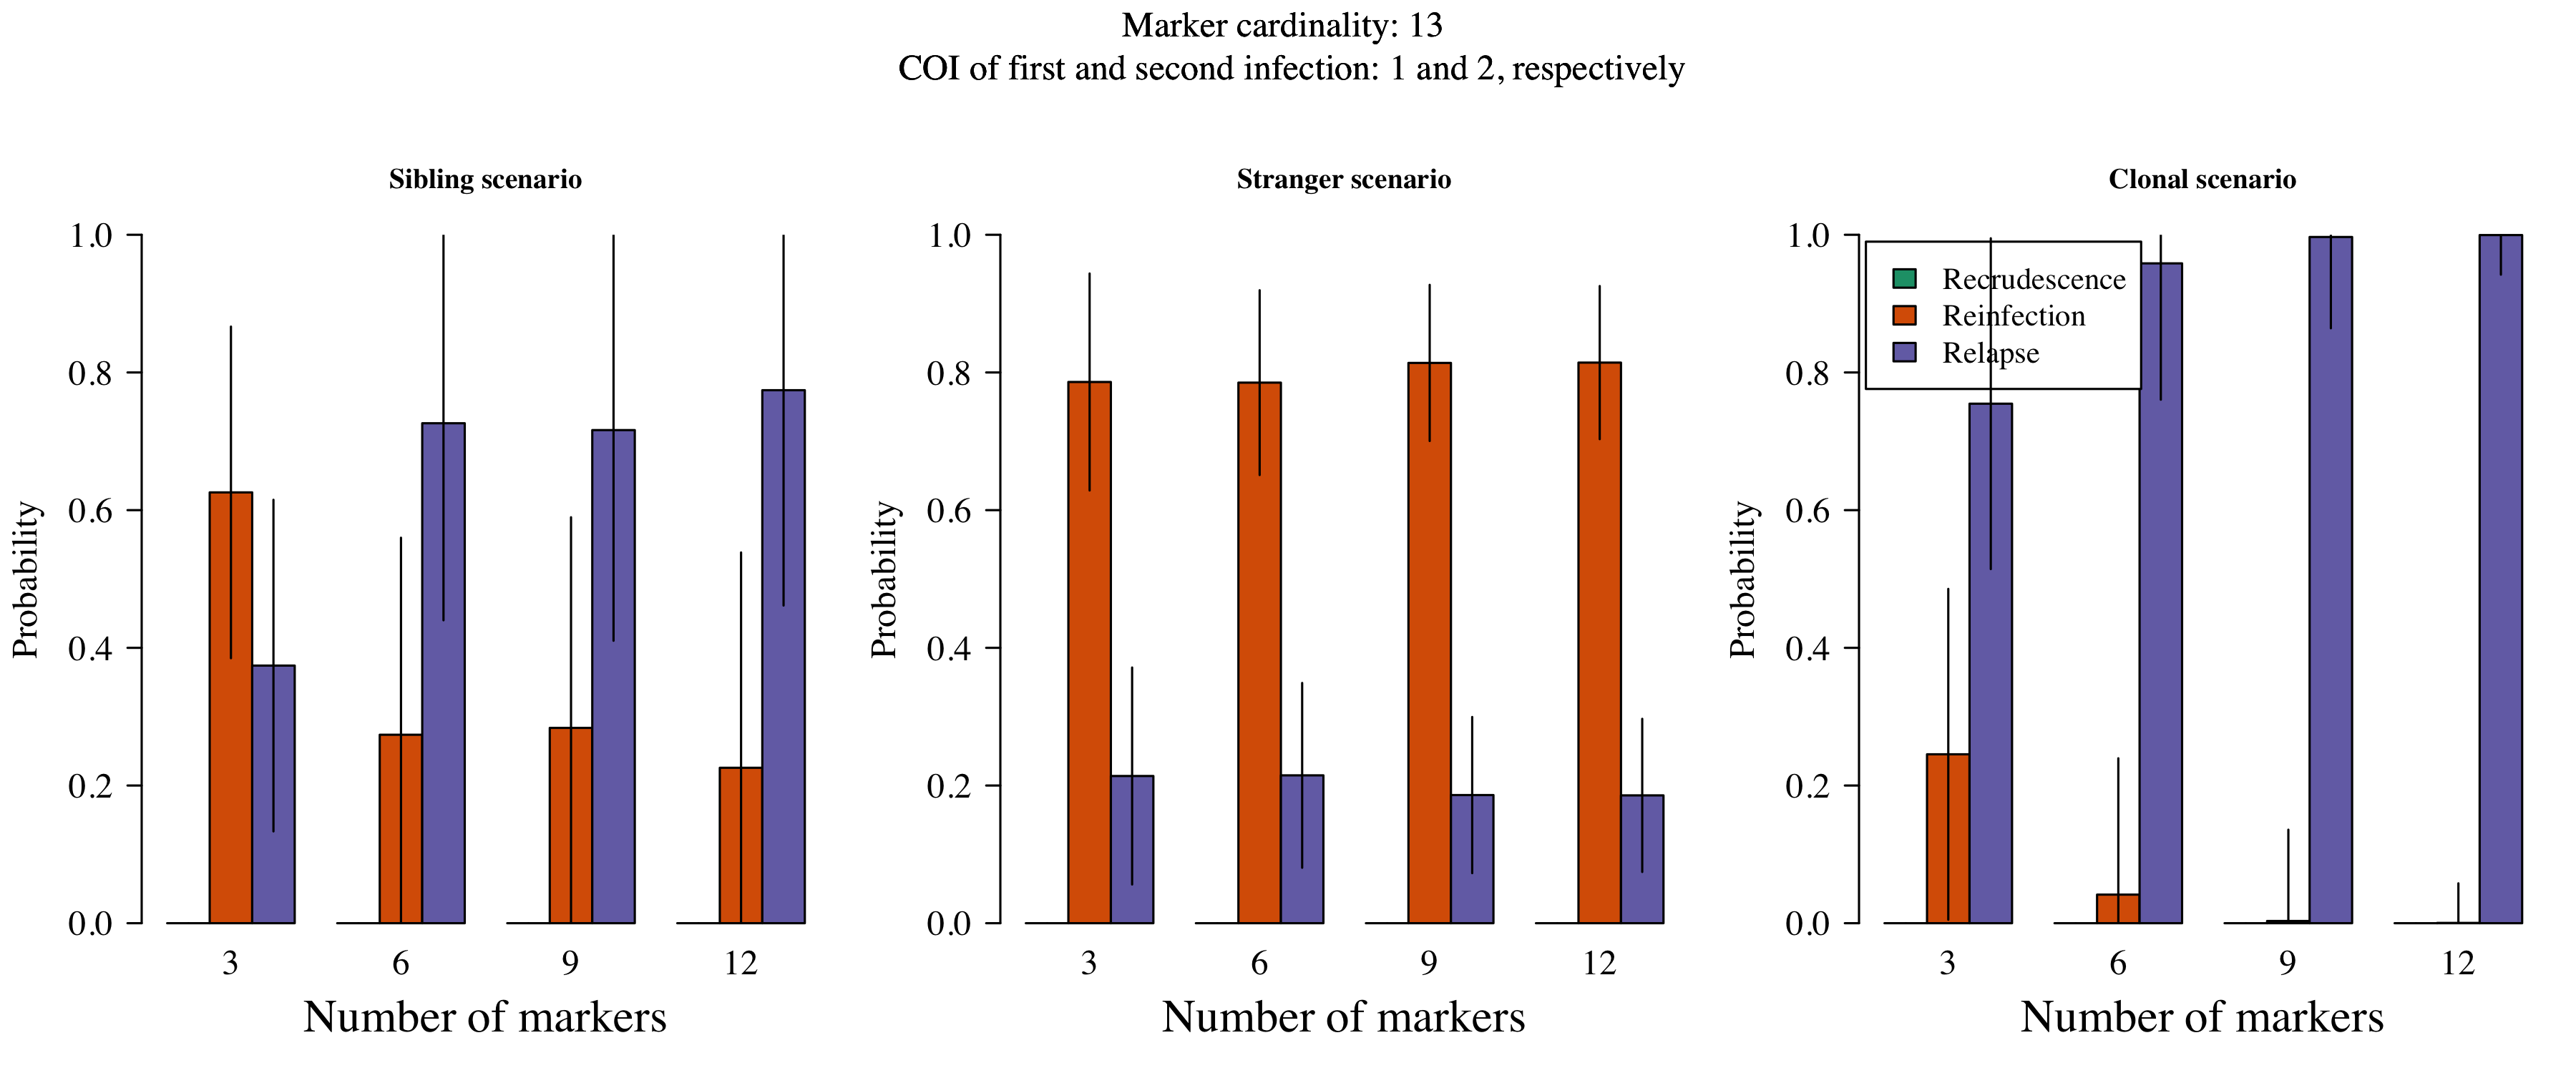 Marker cardinality: 13
COI of first and second infection: 1 and 2, respectively
Sibling scenario
Probability
1.0
0.8
0.6
0.4
0.2
0.0
3 6 9 12
Number of markers
Stranger scenario
Probability
1.0
0.8
0.6
0.4
0.2
0.0
3 6 9 12
Number of markers
Clonal scenario
Probability
1.0
0.8
0.6
0.4
0.2
0.0
Recrudescence
Reinfection
Relapse
3 6 9 12
Number of markers